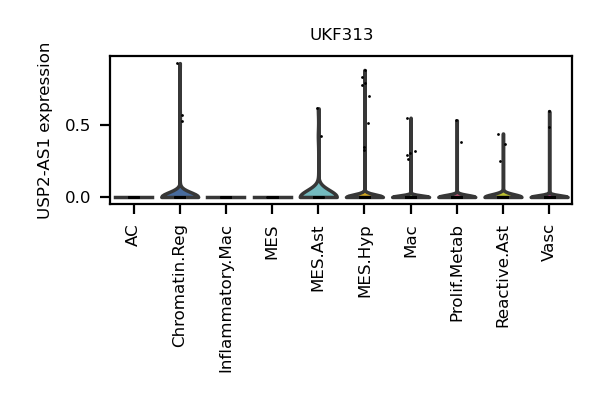 UKF313
USP2-AS1 expression
0.5
0.0
AC
Chromatin.Reg
Inflammatory.Mac
MES
MES.Ast
MES.Hyp
Mac
Prolif.Metab
Reactive.Ast
Vasc